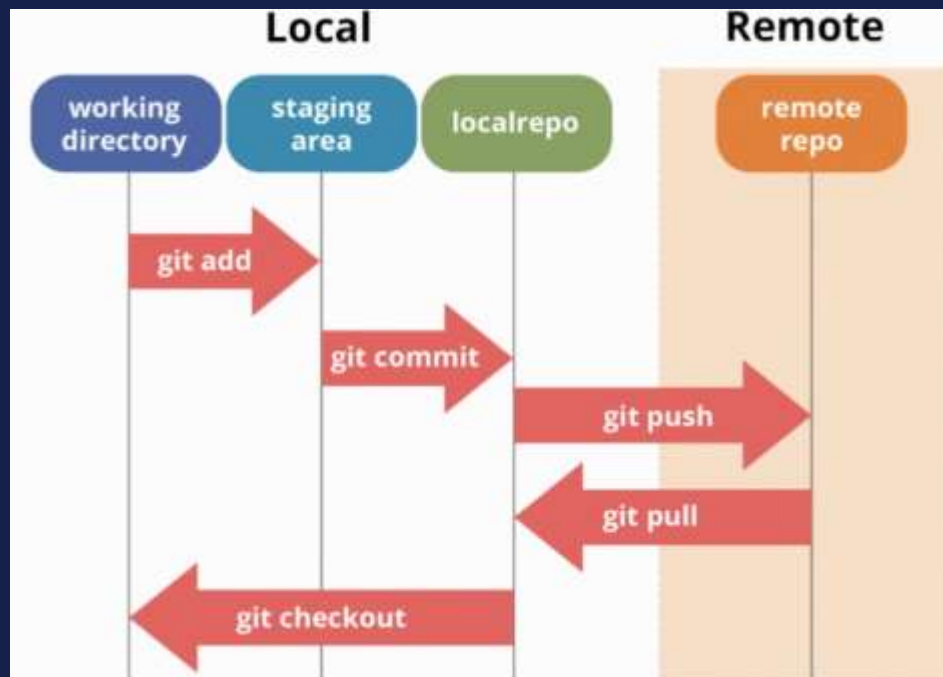 Local
Remote
working
directory
staging
area
localrepo
remote
repo
git add
git commit
git push
git pull
git checkout